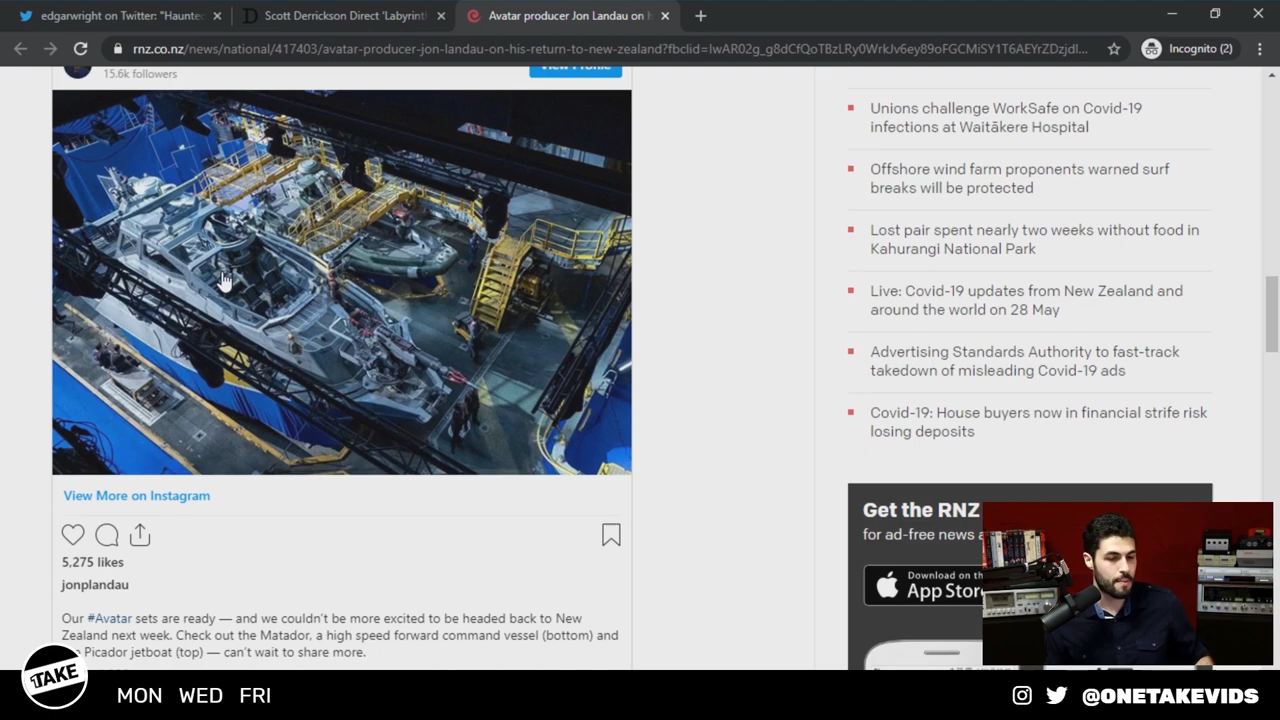 edgarwright on Twitter: "Haunte
Scott Derrickson Direct 'Labyrint
Avatar producer Jon Landau on h
rnz.co.nz/news/national/417403/avatar-producer-jon-landau-on-his-return-to-new-zealand?fbclid=IwAR02g_g8dCfQoTBzLRy0WrkJv6ey89oFGCMiSY1T6AEYrZDzjdl...
Incognito (2)
15.6k followers
View Profile
Unions challenge WorkSafe on Covid-19
infections at Waitākere Hospital
Offshore wind farm proponents warned surf
breaks will be protected
Lost pair spent nearly two weeks without food in
Kahurangi National Park
Live: Covid-19 updates from New Zealand and
around the world on 28 May
Advertising Standards Authority to fast-track
takedown of misleading Covid-19 ads
Covid-19: House buyers now in financial strife risk
losing deposits
View More on Instagram
5,275 likes
jonplandau
Our #Avatar sets are ready — and we couldn't be more excited to be headed back to New
Zealand next week. Check out the Matador, a high speed forward command vessel (bottom) and
Picador jetboat (top) — can't wait to share more.
Get the RNZ
for ad-free news
Download on the
App Store
1TAKE
MON WED FRI
@ONETAKEVIDS